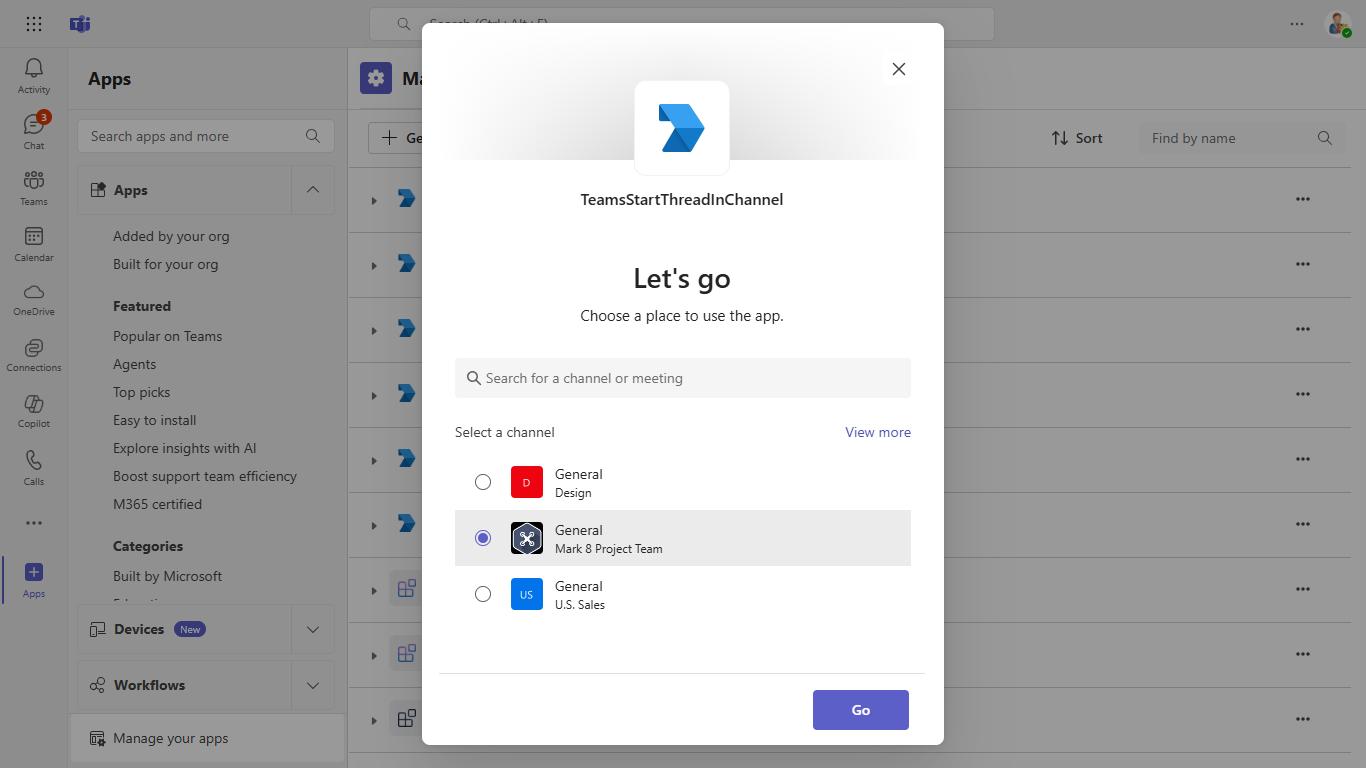 Search (Ctrl+Alt+E)
Activity
Chat
3
Teams
Calendar
OneDrive
Connections
Copilot
Calls
Apps
Apps
Search apps and more
Apps
Added by your org
Built for your org
Featured
Popular on Teams
Agents
Top picks
Easy to install
Explore insights with AI
Boost support team efficiency
M365 certified
Categories
Built by Microsoft
Devices New
Workflows
Manage your apps
Sort
Find by name
TeamsStartThreadInChannel
Let's go
Choose a place to use the app.
Search for a channel or meeting
Select a channel
View more
D
General
Design
General
Mark 8 Project Team
US
General
U.S. Sales
Go